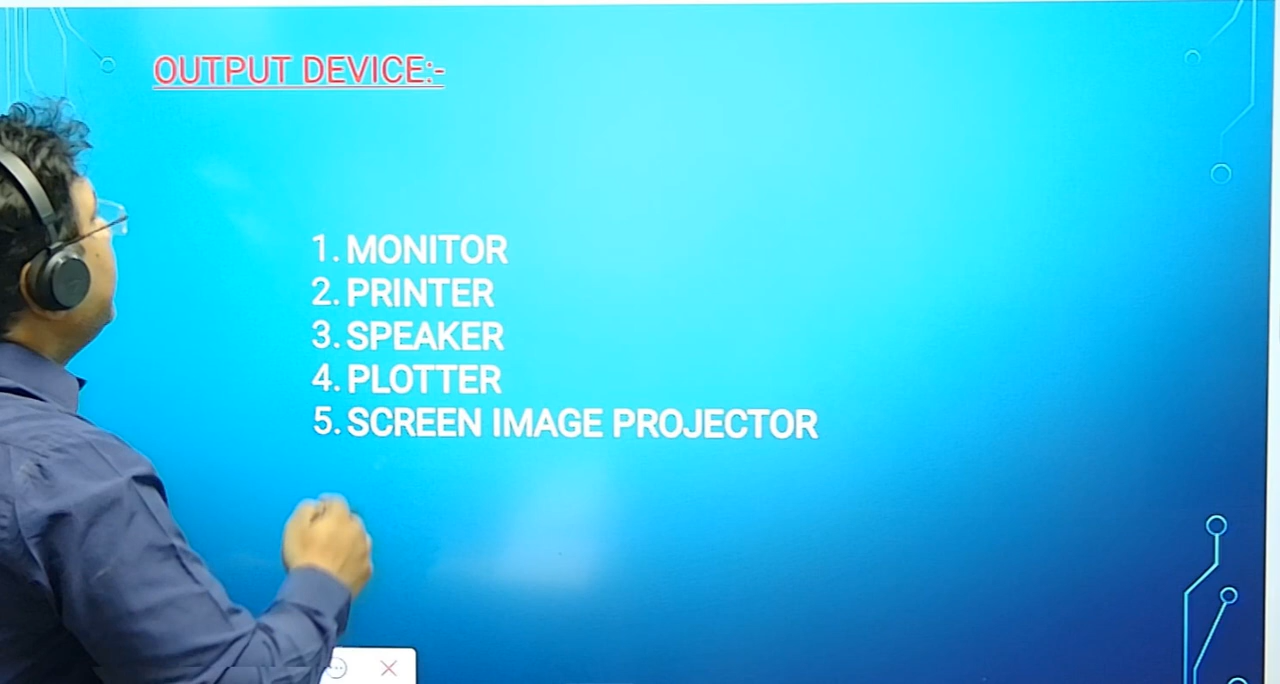 OUTPUT DEVICE:-
1. MONITOR
2. PRINTER
3. SPEAKER
4. PLOTTER
5. SCREEN IMAGE PROJECTOR